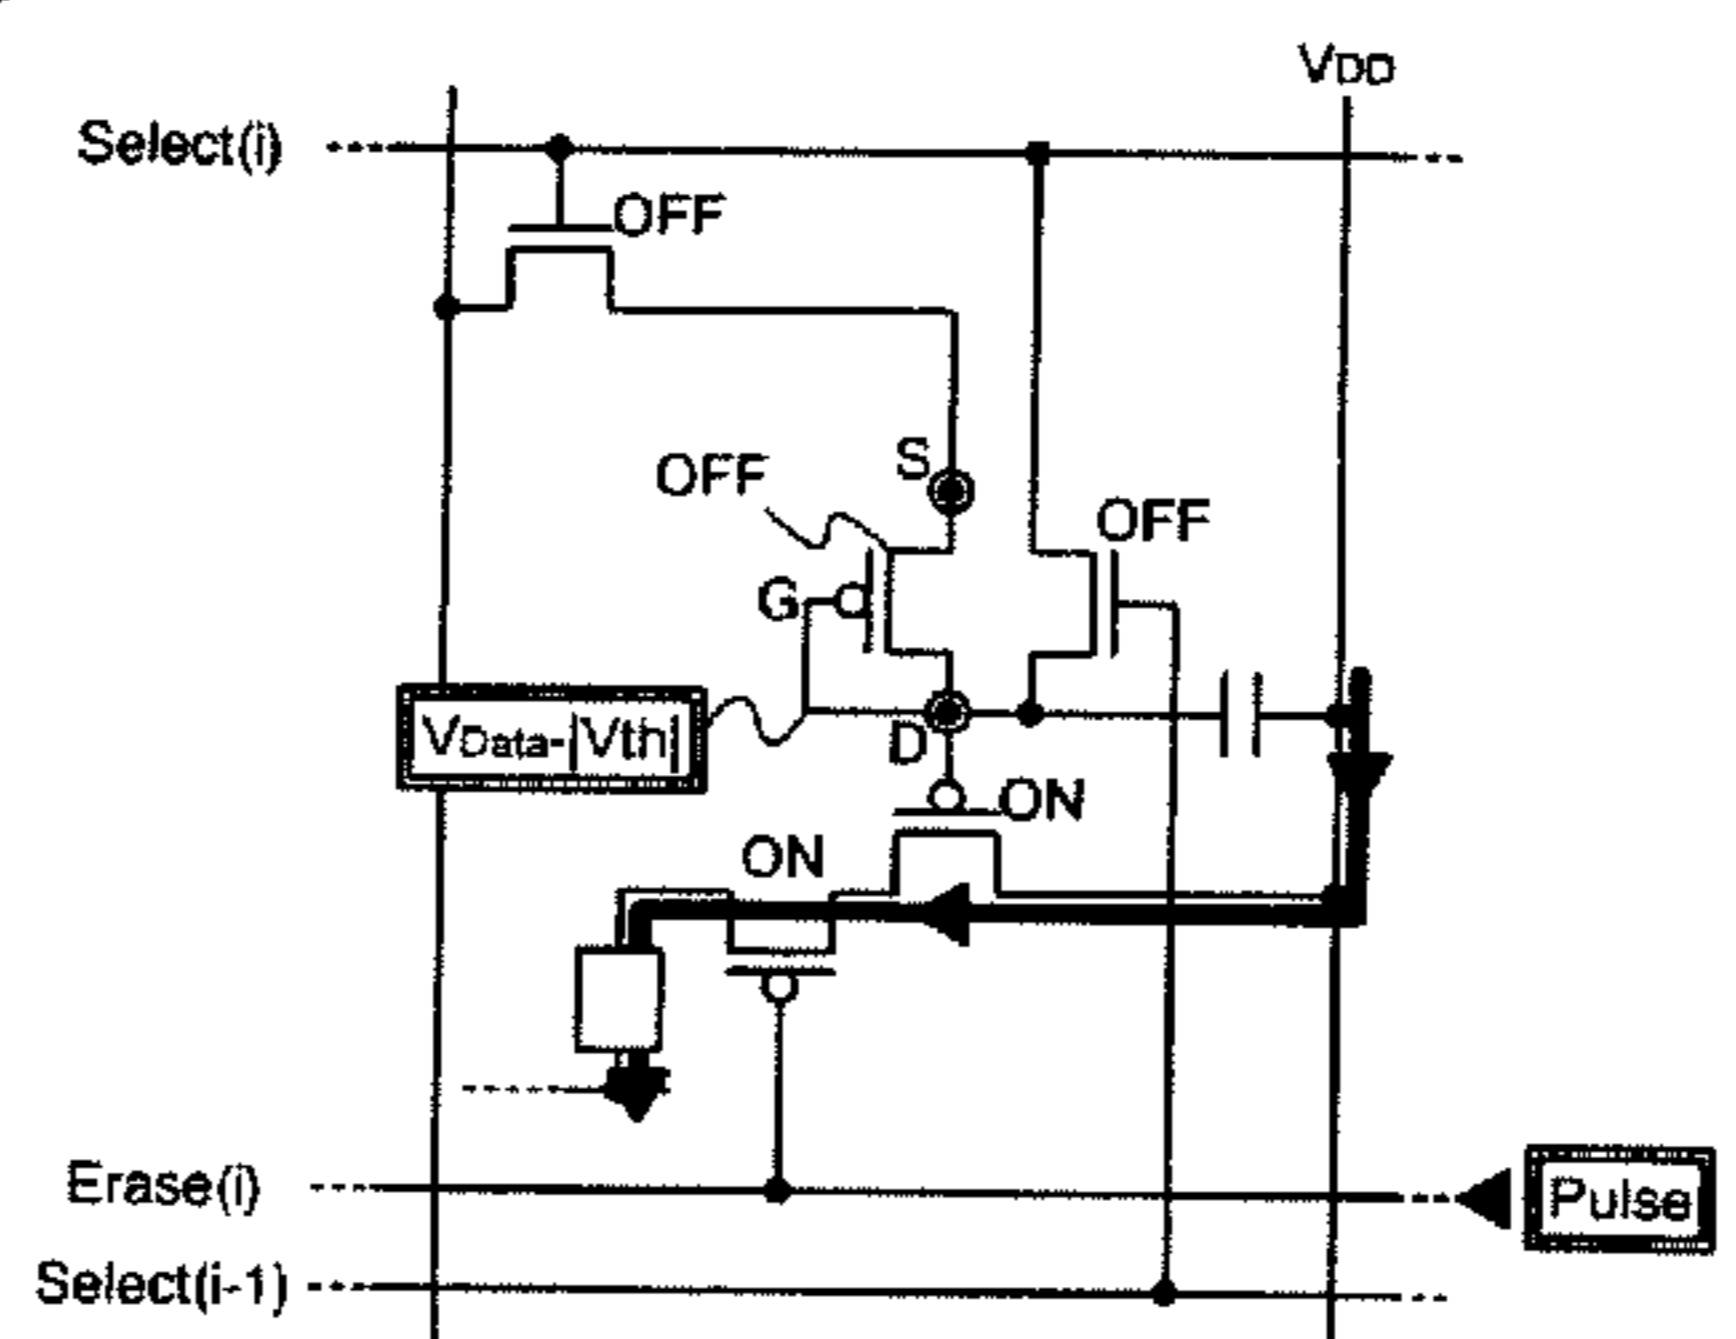 VDD
Select(i)
OFF
S
OFF
OFF
G
D
VData-|Vth|
ON
ON
Erase(i)
Pulse
Select(i-1)